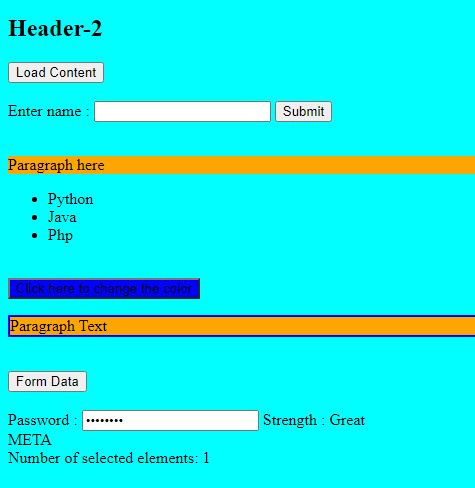 Header-2
Load Content
Enter name : Submit
Paragraph here
Python
Java
Php
Click here to change the color
Paragraph Text
Form Data
Password : •••••••• Strength : Great
META
Number of selected elements: 1